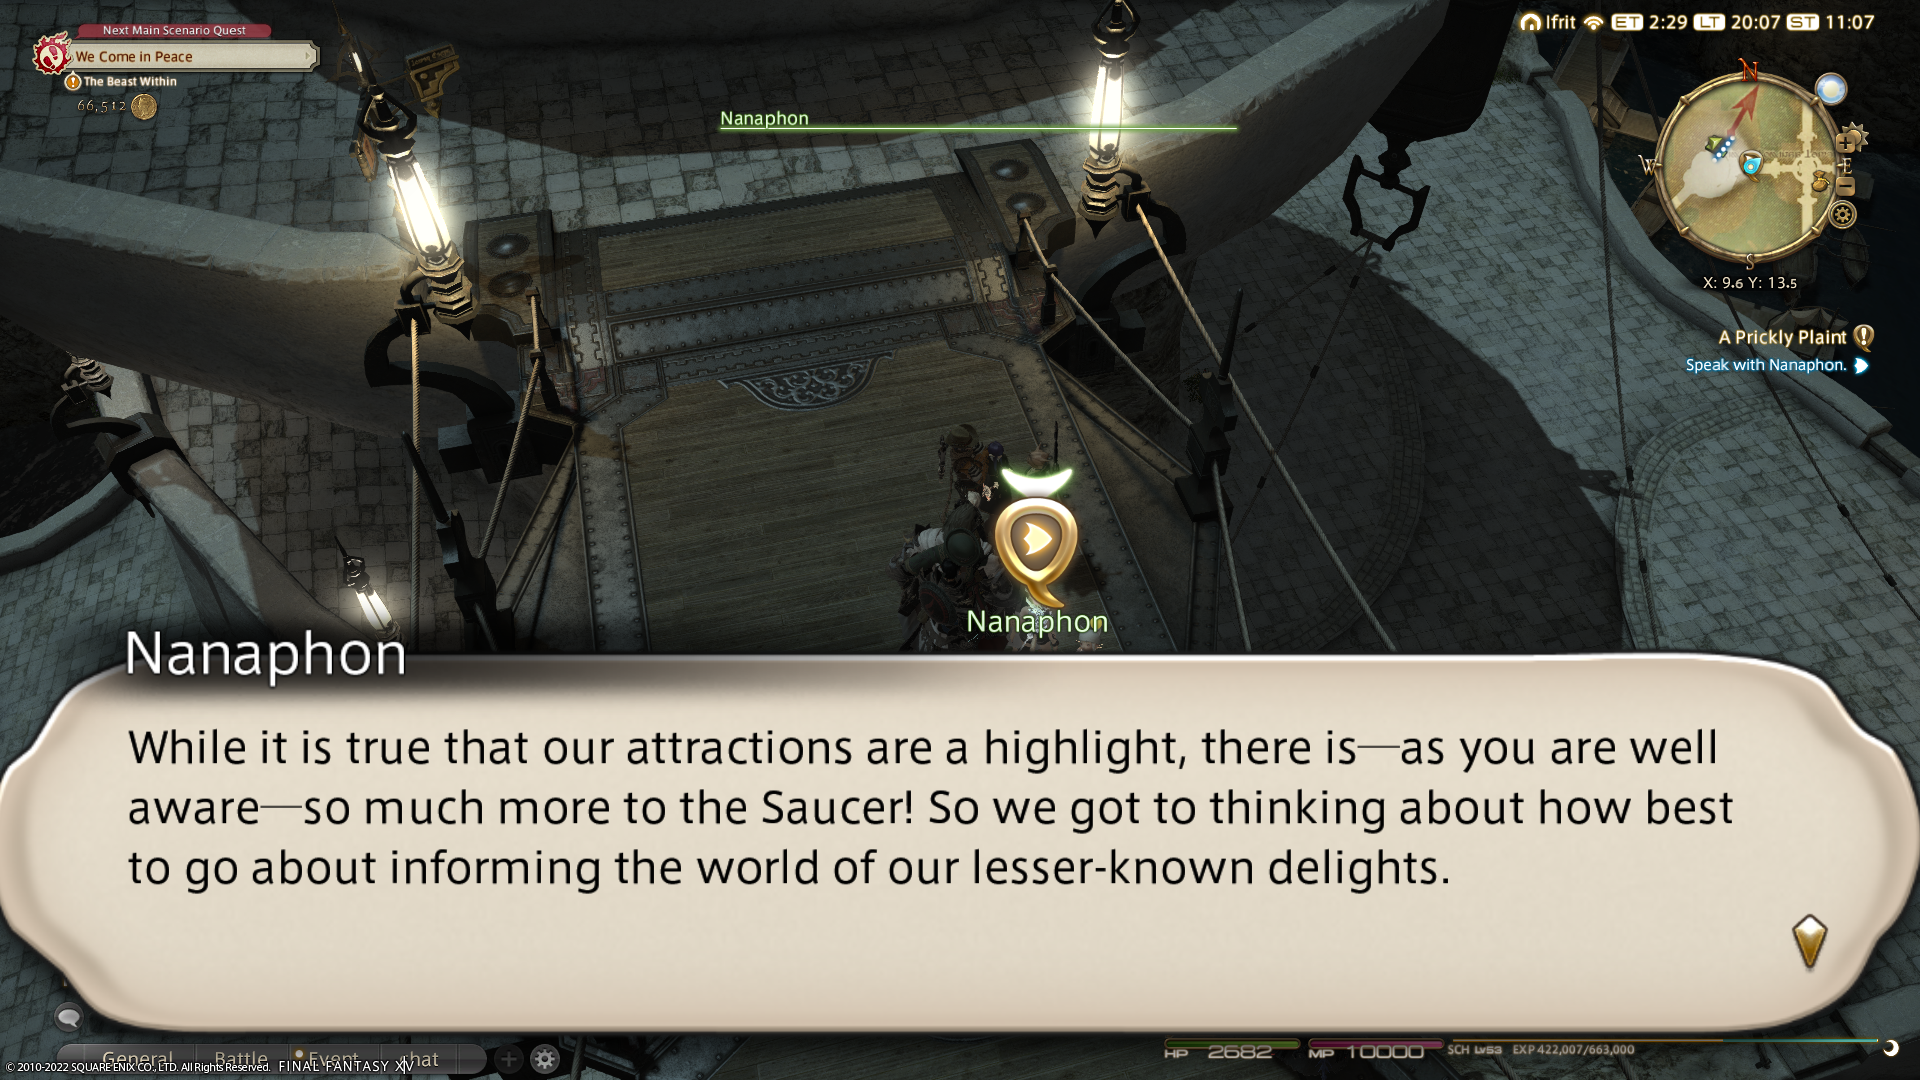 Next Main Scenario Quest
We Come in Peace
The Beast Within
66,512
Ifrit ET 2:29 LT 20:07 ST 11:07
Nanaphon
N
W
E
S
X: 9.6 Y: 13.5
A Prickly Plaint
Speak with Nanaphon.
Nanaphon
Nanaphon
While it is true that our attractions are a highlight, there is—as you are well
aware—so much more to the Saucer! So we got to thinking about how best
to go about informing the world of our lesser-known delights.
General Battle Event chat
HP 2682 MP 10000 SCH Lv53 EXP 422,007/663,000
© 2010-2022 SQUARE ENIX CO., LTD. All Rights Reserved. FINAL FANTASY XIV